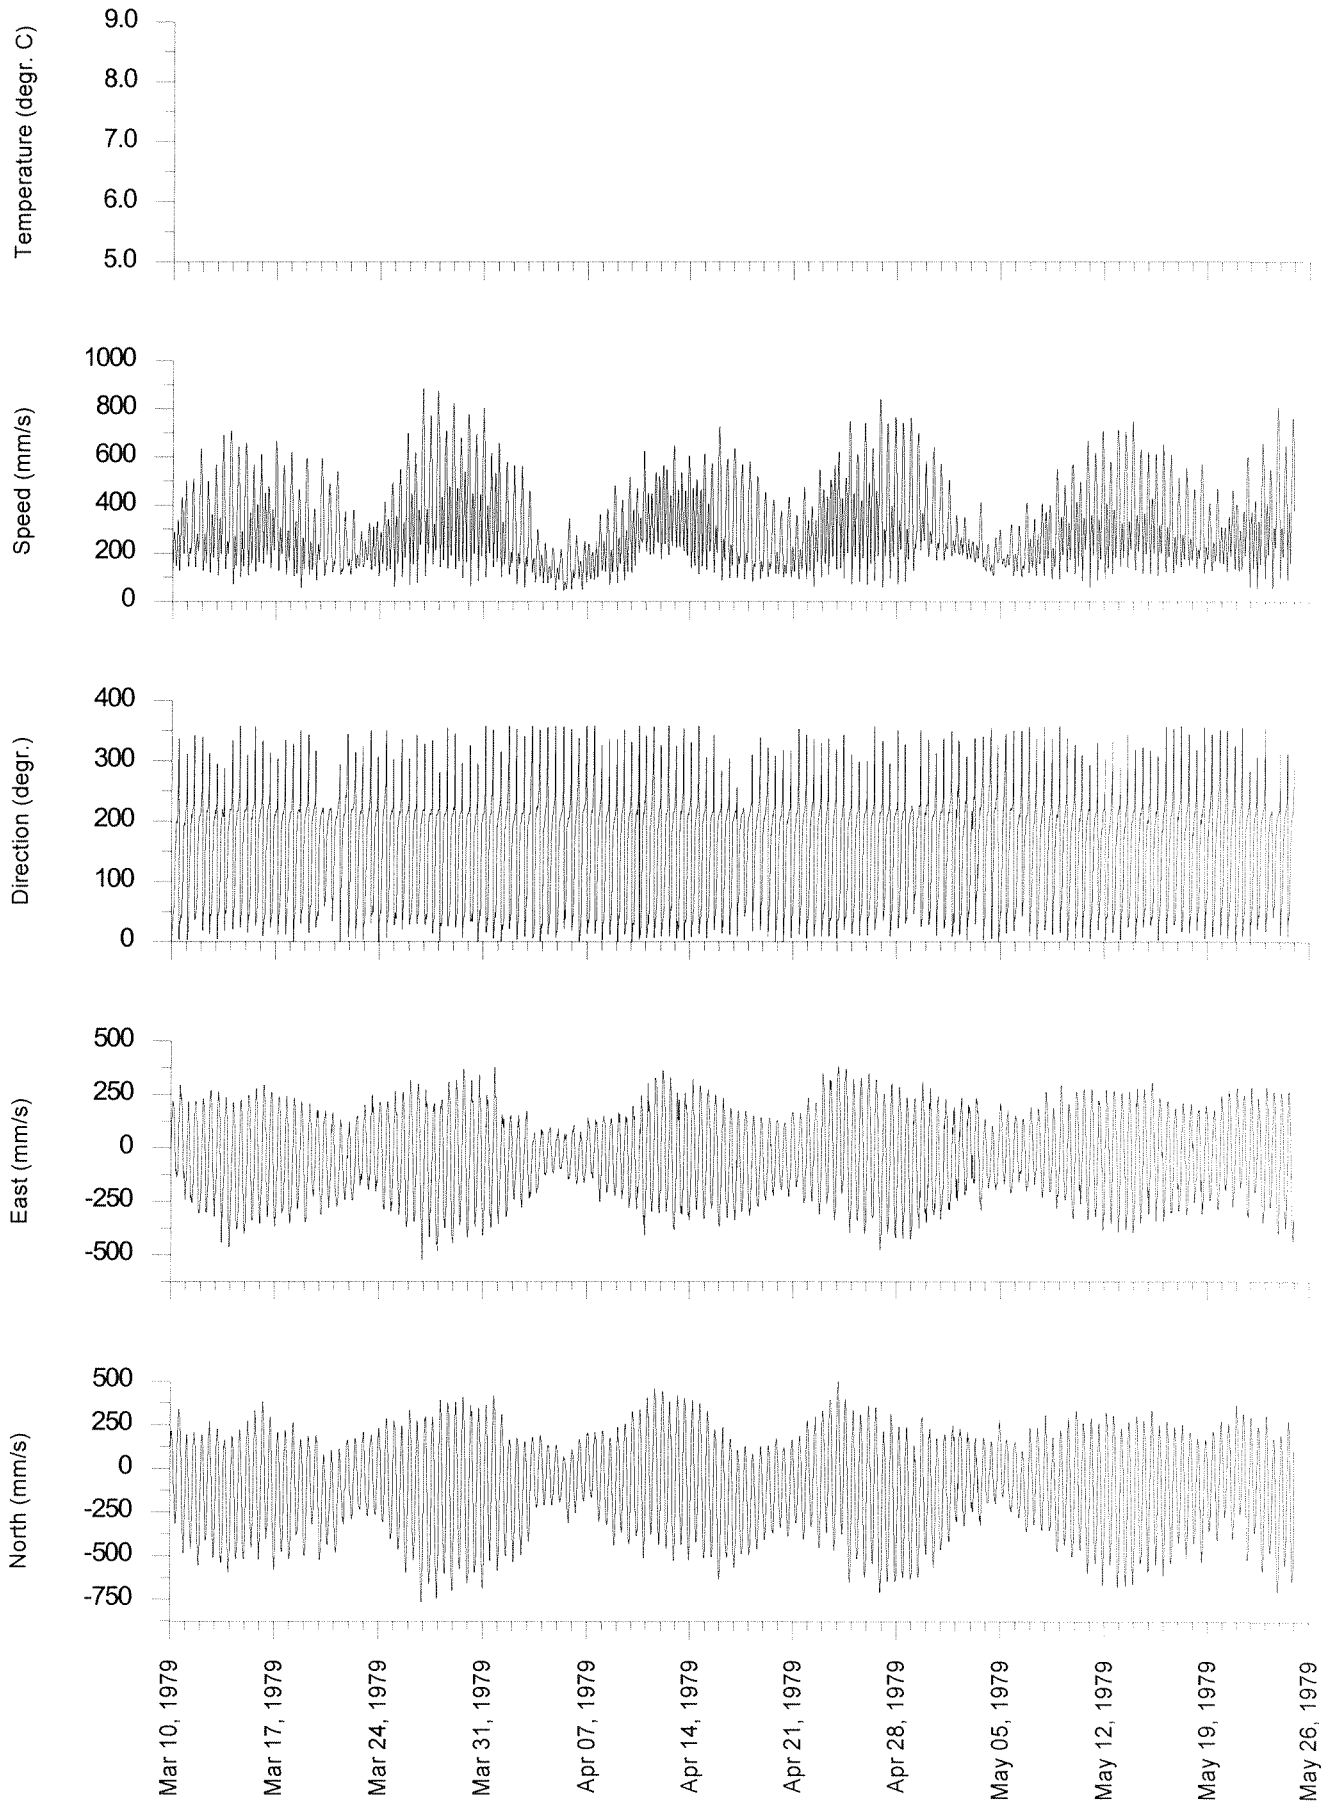 Temperature (degr. C)
9.0
8.0
7.0
6.0
5.0
Speed (mm/s)
1000
800
600
400
200
0
Direction (degr.)
400
300
200
100
0
East (mm/s)
500
250
0
-250
-500
North (mm/s)
500
250
0
-250
-500
-750
Mar 10, 1979
Mar 17, 1979
Mar 24, 1979
Mar 31, 1979
Apr 07, 1979
Apr 14, 1979
Apr 21, 1979
Apr 28, 1979
May 05, 1979
May 12, 1979
May 19, 1979
May 26, 1979